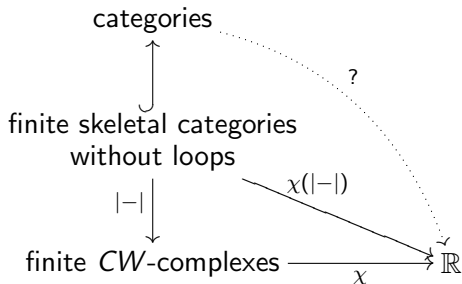 categories
?
finite skeletal categories
without loops
|−|
χ(|−|)
finite CW-complexes
χ
ℝ